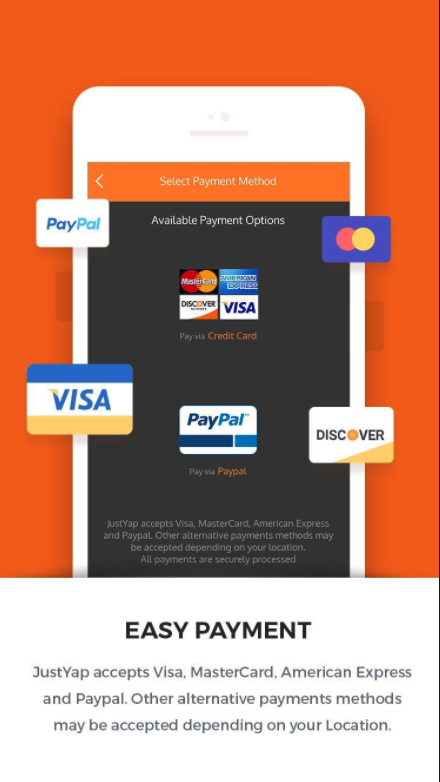 Select Payment Method
PayPal
Available Payment Options
MasterCard
AMERICAN EXPRESS
DISCOVER
VISA
Pay via Credit Card
VISA
PayPal
DISCOVER
Pay via Paypal
JustYap accepts Visa, MasterCard, American Express
and Paypal. Other alternative payments methods may
be accepted depending on your location.
All payments are securely processed
EASY PAYMENT
JustYap accepts Visa, MasterCard, American Express
and Paypal. Other alternative payments methods
may be accepted depending on your Location.